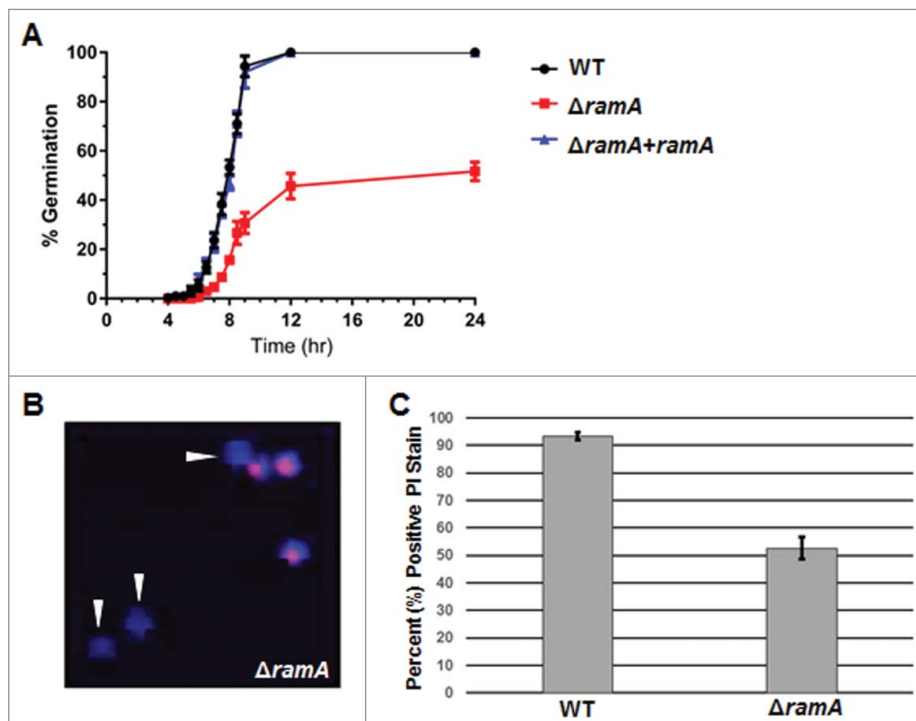 A
% Germination
100
80
60
40
20
0
0 4 8 12 16 20 24
Time (hr)
WT
ΔramA
ΔramA+ramA
B
ΔramA
C
Percent (%) Positive PI Stain
100
90
80
70
60
50
40
30
20
10
0
WT ΔramA